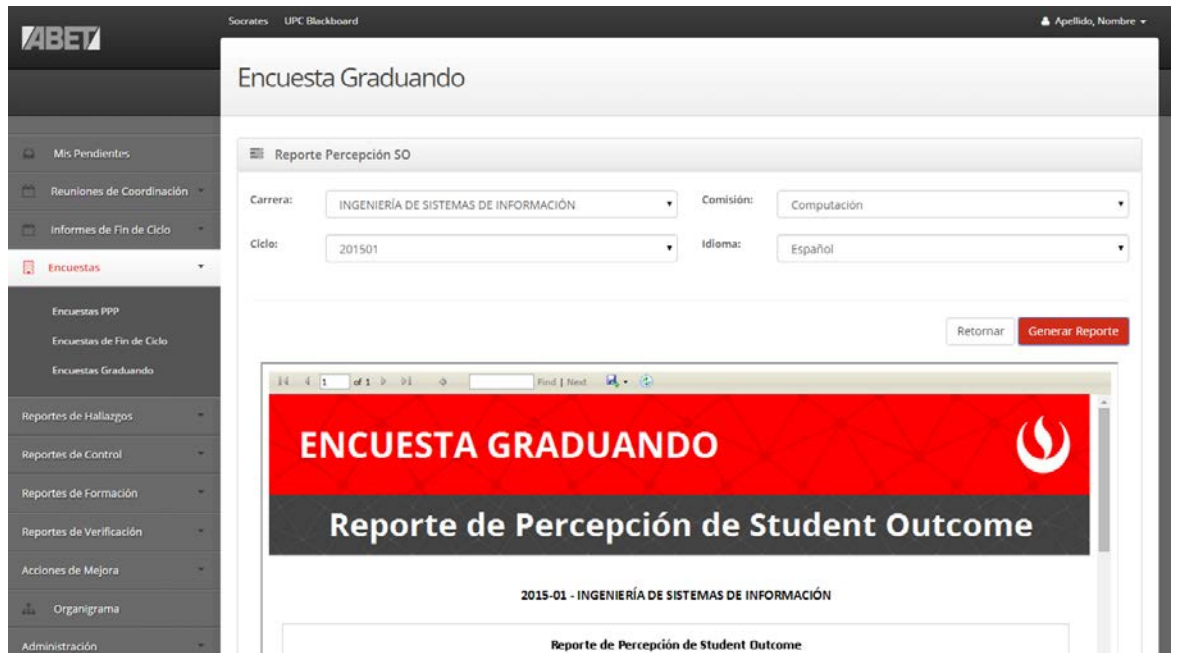 Socrates UPC Blackboard Apellido, Nombre
ABET
Encuesta Graduando
Mis Pendientes
Reuniones de Coordinación
Informes de Fin de Ciclo
Encuestas
Encuestas PPP
Encuestas de Fin de Ciclo
Encuestas Graduando
Reportes de Hallazgos
Reportes de Control
Reportes de Formación
Reportes de Verificación
Acciones de Mejora
Organigrama
Administración
Reporte Percepción SO
Carrera: INGENIERÍA DE SISTEMAS DE INFORMACIÓN Comisión: Computación
Ciclo: 201501 Idioma: Español
Retornar Generar Reporte
1 of 1 Find | Next
ENCUESTA GRADUANDO
Reporte de Percepción de Student Outcome
2015-01 - INGENIERÍA DE SISTEMAS DE INFORMACIÓN
Reporte de Percepción de Student Outcome